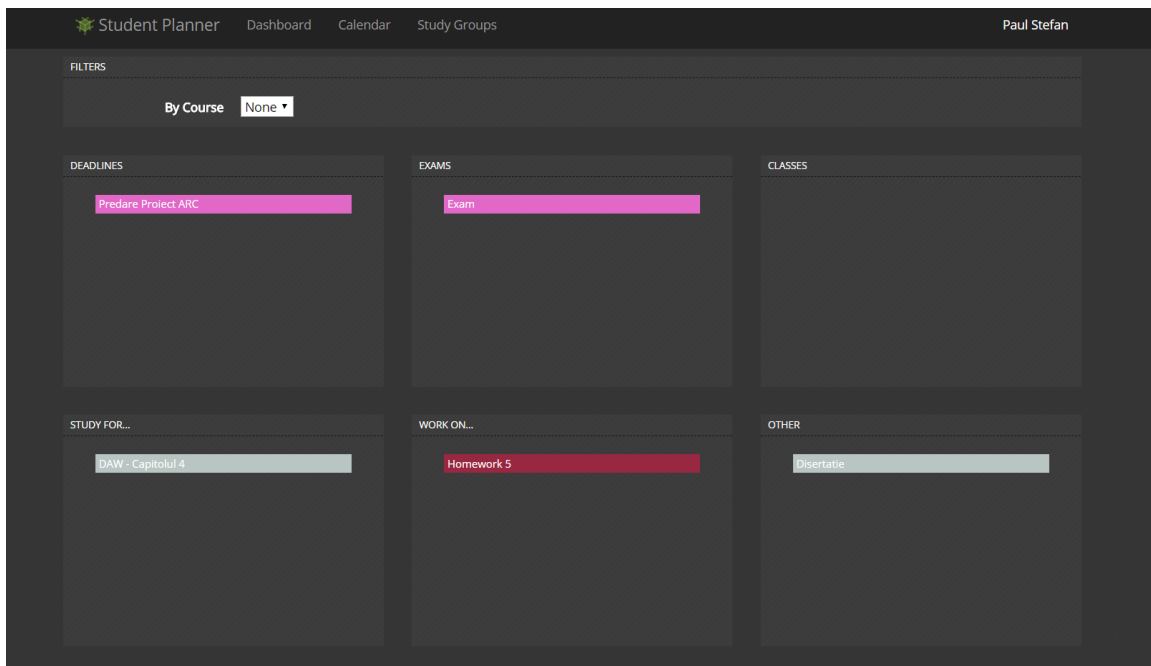 Student Planner Dashboard Calendar Study Groups Paul Stefan
FILTERS
By Course None
DEADLINES EXAMS CLASSES
Predare Proiect ARC Exam
STUDY FOR... WORK ON... OTHER
DAW - Capitolul 4 Homework 5 Disertatie